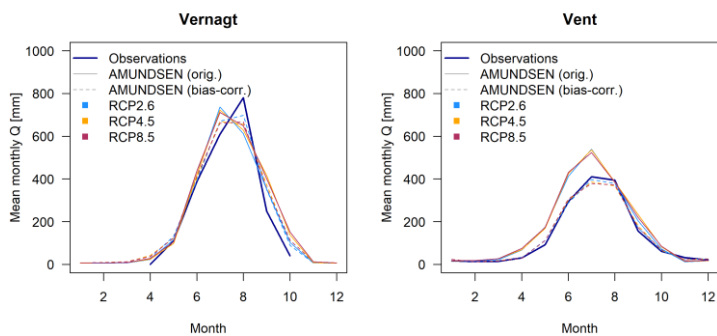 Vernagt
Mean monthly Q [mm]
1000
800
600
400
200
0
Observations
AMUNDSEN (orig.)
AMUNDSEN (bias-corr.)
RCP2.6
RCP4.5
RCP8.5
2 4 6 8 10 12
Month
Vent
Mean monthly Q [mm]
1000
800
600
400
200
0
Observations
AMUNDSEN (orig.)
AMUNDSEN (bias-corr.)
RCP2.6
RCP4.5
RCP8.5
2 4 6 8 10 12
Month